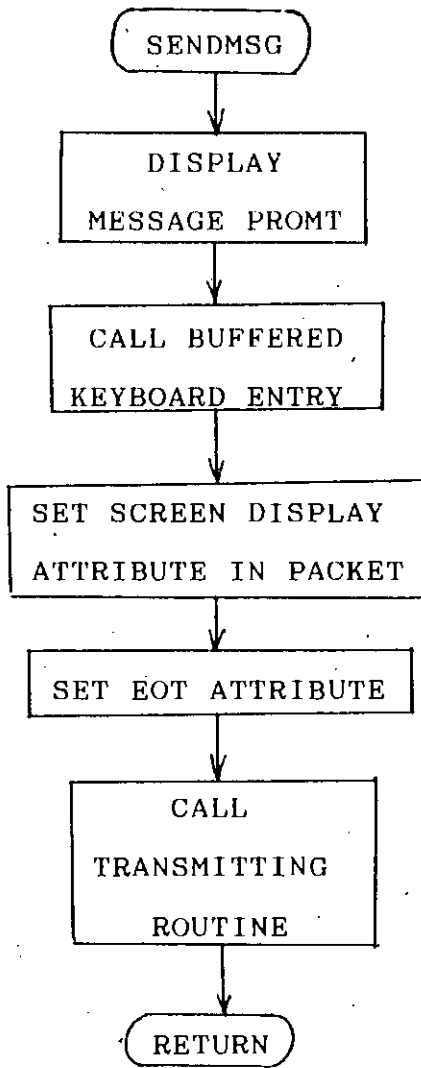 SENDMSG
DISPLAY
MESSAGE PROMT
CALL BUFFERED
KEYBOARD ENTRY
SET SCREEN DISPLAY
ATTRIBUTE IN PACKET
SET EOT ATTRIBUTE
CALL
TRANSMITTING
ROUTINE
RETURN